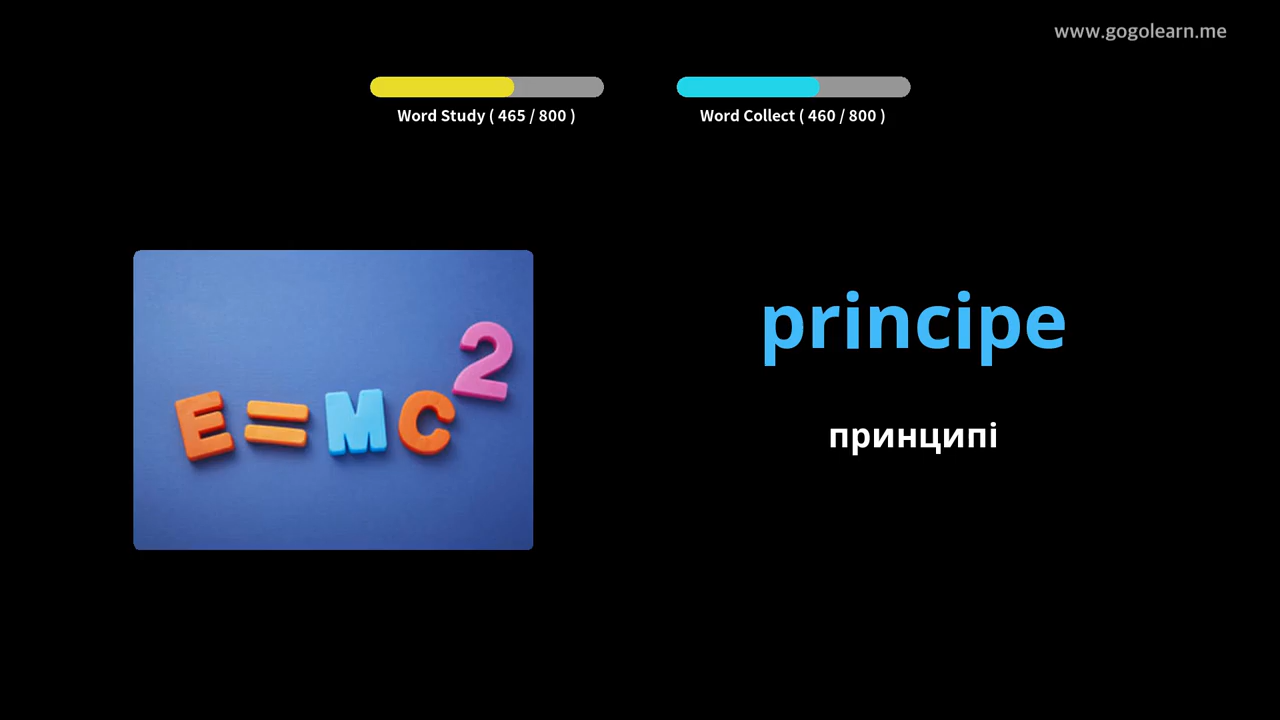 www.gogolearn.me
Word Study ( 465 / 800 )
Word Collect ( 460 / 800 )
E=MC2
principe
принципі